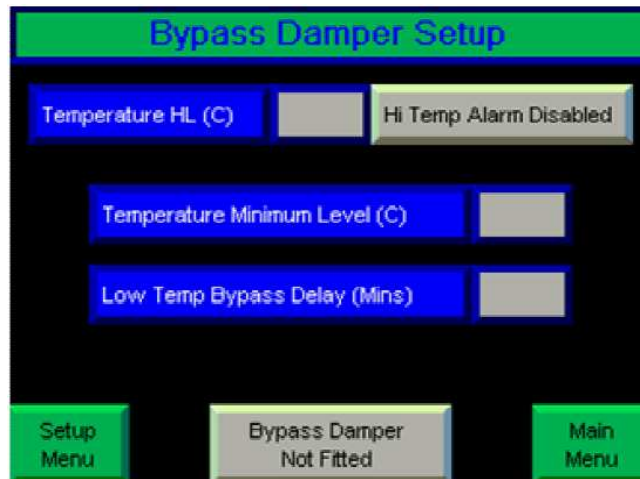 Bypass Damper Setup
Temperature HL (C) Hi Temp Alarm Disabled
Temperature Minimum Level (C)
Low Temp Bypass Delay (Mins)
Setup
Menu
Bypass Damper
Not Fitted
Main
Menu